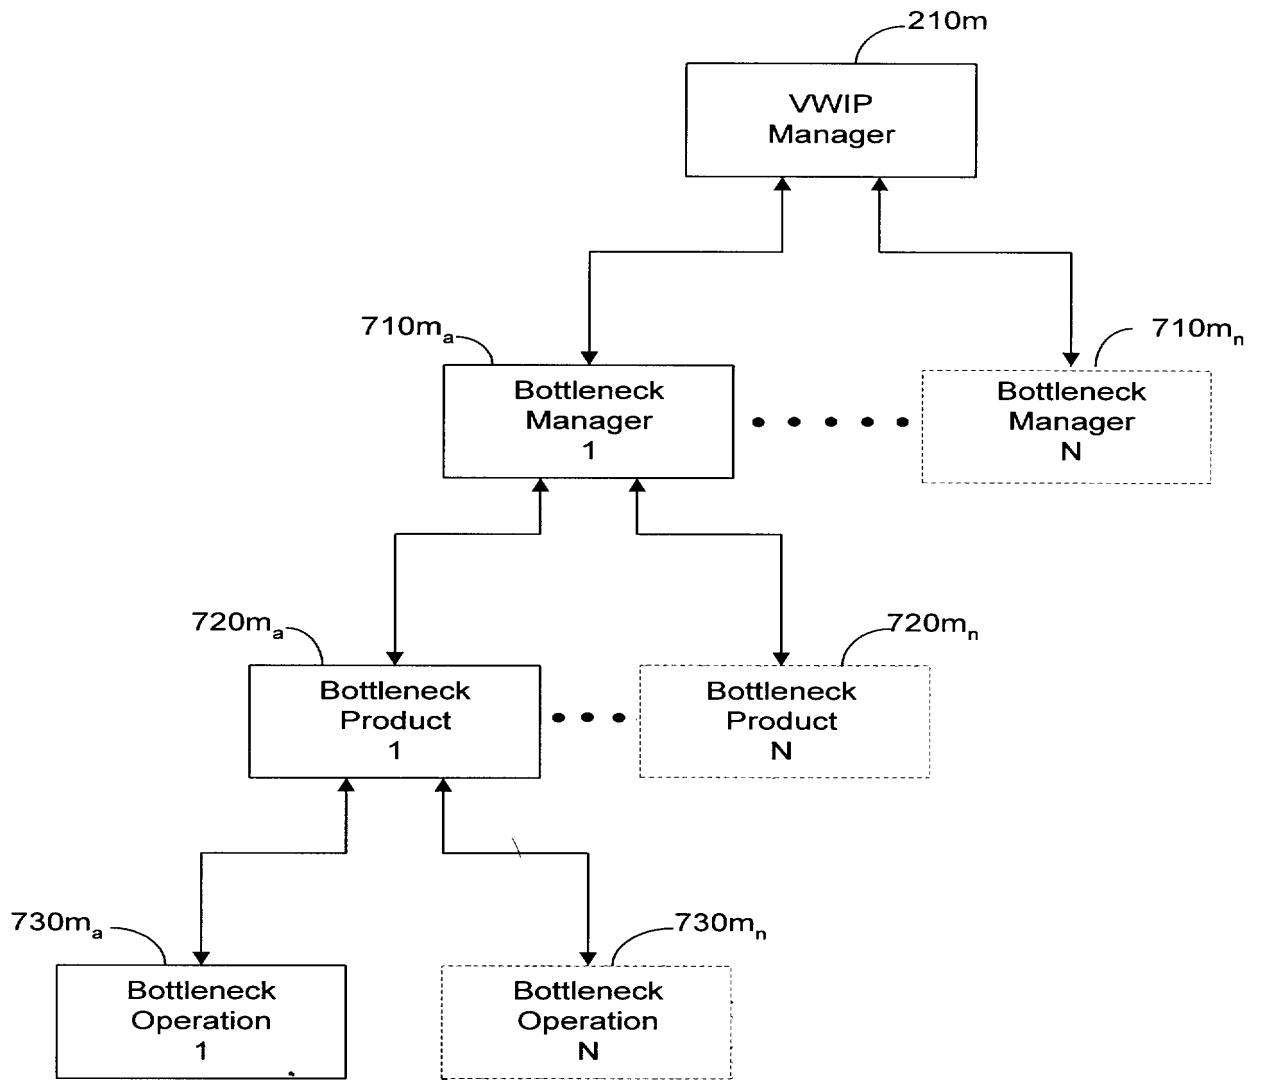 210m
VWIP
Manager
710mₐ
710mₙ
Bottleneck
Manager
1
Bottleneck
Manager
N
720mₐ
720mₙ
Bottleneck
Product
1
Bottleneck
Product
N
730mₐ
730mₙ
Bottleneck
Operation
1
Bottleneck
Operation
N